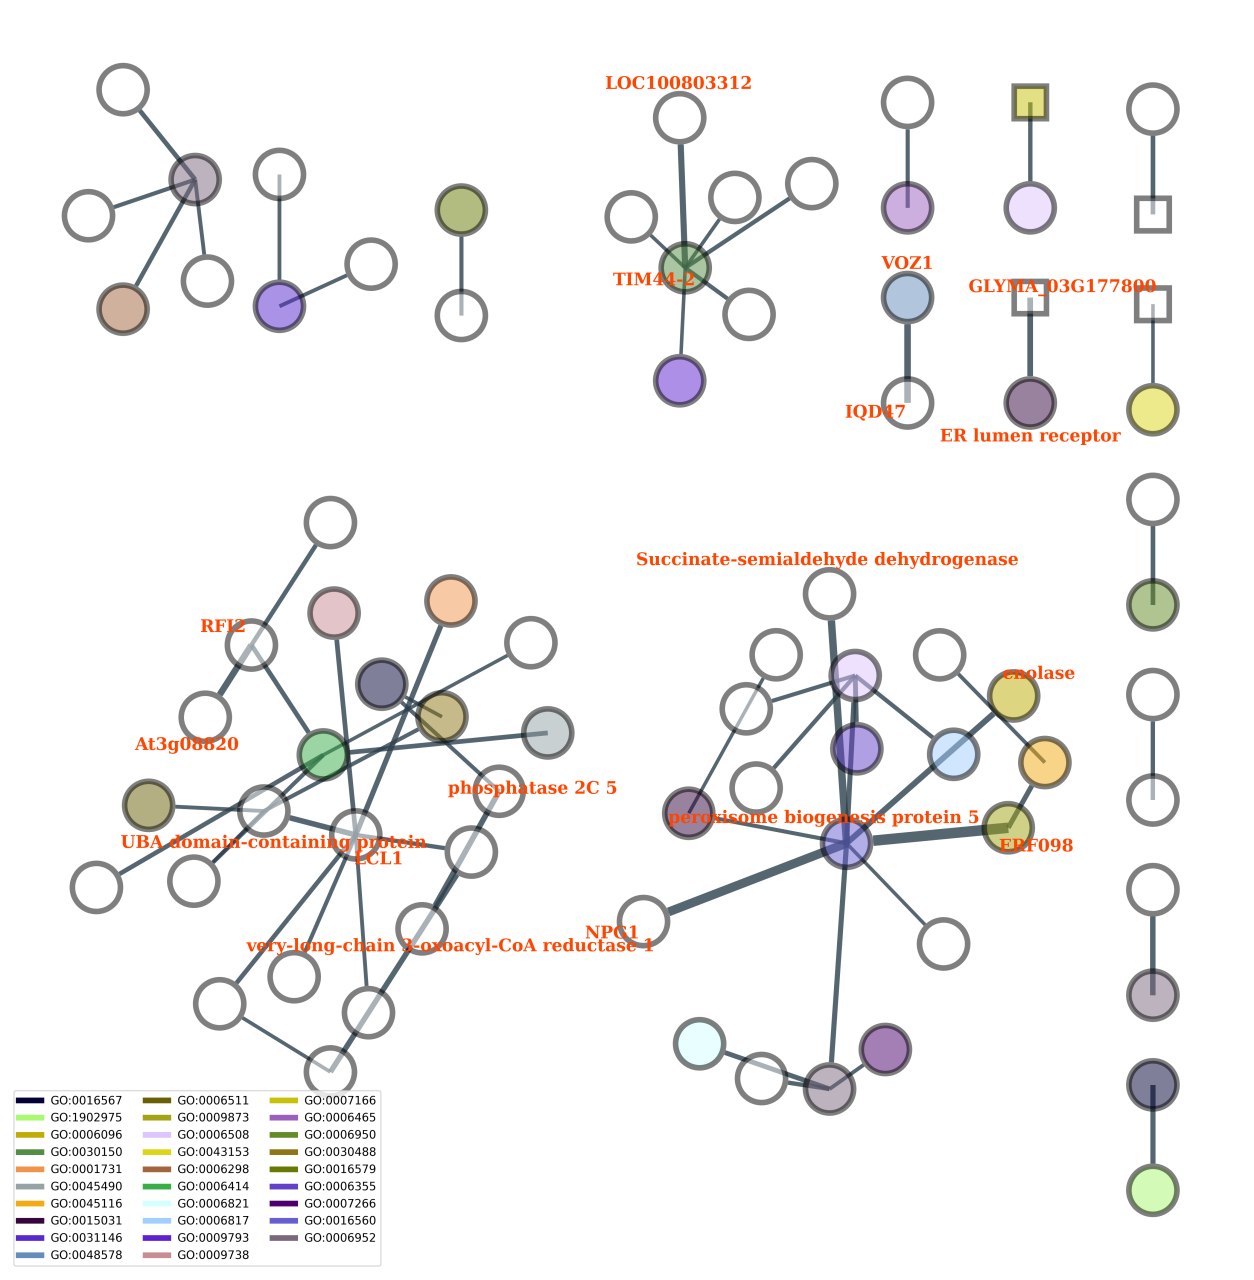 LOC100803312
TIM44-2
VOZ1
GLYMA_03G177800
IQD47
ER lumen receptor
Succinate-semialdehyde dehydrogenase
RFI2
enolase
At3g08820
phosphatase 2C 5
peroxisome biogenesis protein 5
UBA domain-containing protein
ERF098
LCL1
NPG1
very-long-chain 3-oxoacyl-CoA reductase 1
GO:0016567 GO:0006511 GO:0007166
GO:1902975 GO:0009873 GO:0006465
GO:0006096 GO:0006508 GO:0006950
GO:0030150 GO:0043153 GO:0030488
GO:0001731 GO:0006298 GO:0016579
GO:0045490 GO:0006414 GO:0006355
GO:0045116 GO:0006821 GO:0007266
GO:0015031 GO:0006817 GO:0016560
GO:0031146 GO:0009793 GO:0006952
GO:0048578 GO:0009738